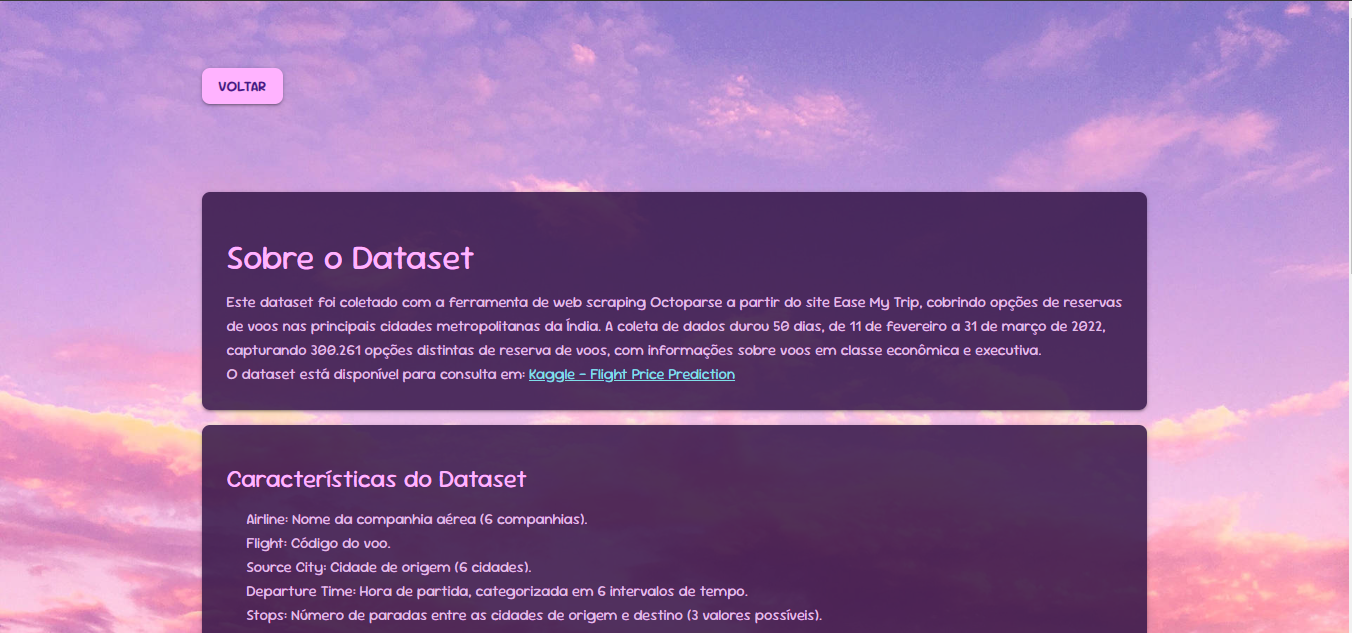 VOLTAR
Sobre o Dataset
Este dataset foi coletado com a ferramenta de web scraping Octoparse a partir do site Ease My Trip, cobrindo opções de reservas
de voos nas principais cidades metropolitanas da Índia. A coleta de dados durou 50 dias, de 11 de fevereiro a 31 de março de 2022,
capturando 300.261 opções distintas de reserva de voos, com informações sobre voos em classe econômica e executiva.
O dataset está disponível para consulta em: Kaggle - Flight Price Prediction
Características do Dataset
Airline: Nome da companhia aérea (6 companhias).
Flight: Código do voo.
Source City: Cidade de origem (6 cidades).
Departure Time: Hora de partida, categorizada em 6 intervalos de tempo.
Stops: Número de paradas entre as cidades de origem e destino (3 valores possíveis).